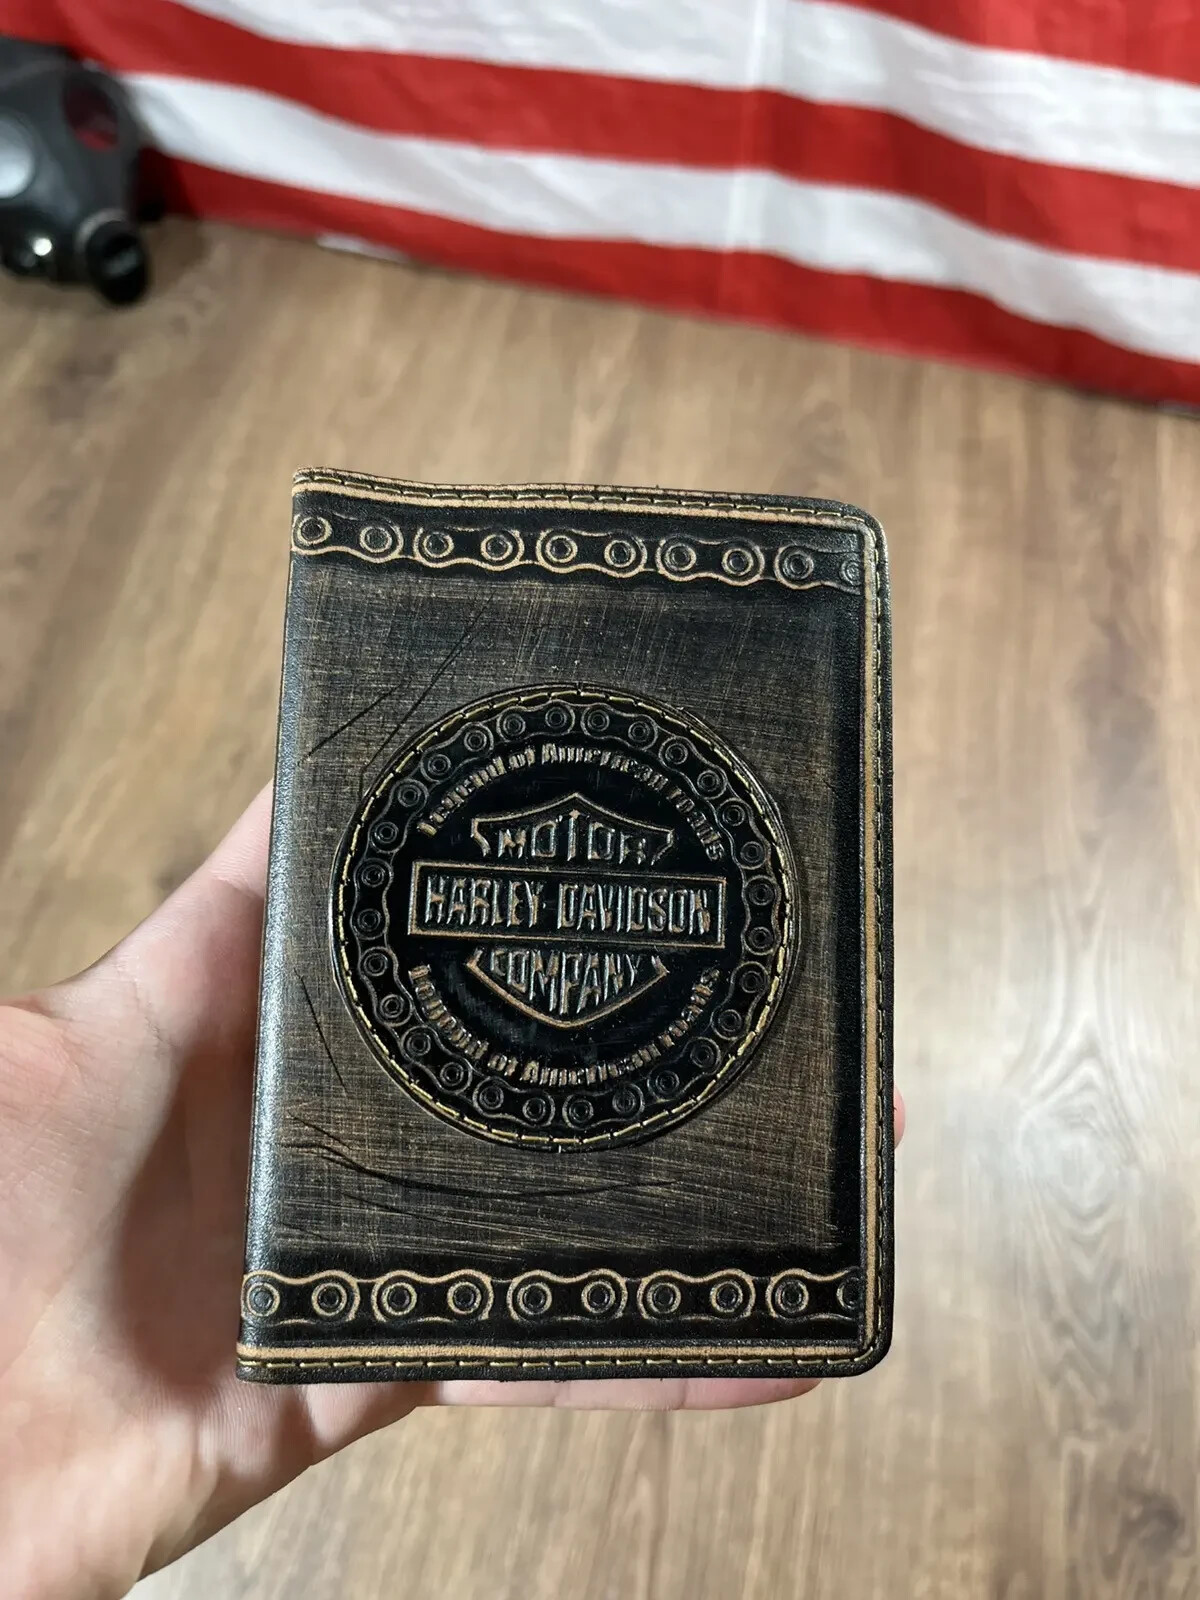 Legend of American roads
MOTOR
HARLEY-DAVIDSON
COMPANY
Legend of American roads